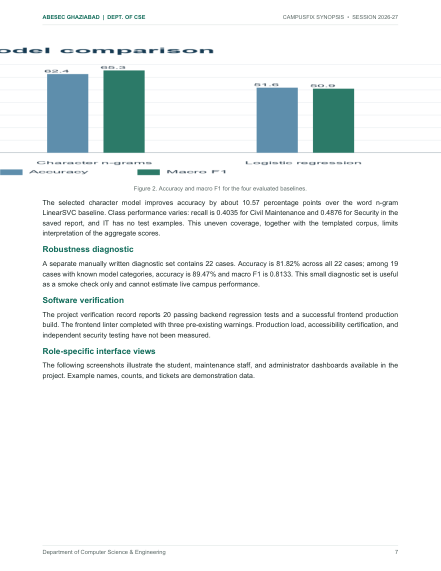 ABESEC GHAZIABAD | DEPT. OF CSE
CAMPUSFIX SYNOPSIS • SESSION 2026-27
odel comparison
62.4
65.3
51.6
50.9
Character n-grams
Logistic regression
Accuracy
Macro F1
Figure 2. Accuracy and macro F1 for the four evaluated baselines.
The selected character model improves accuracy by about 10.57 percentage points over the word n-gram
LinearSVC baseline. Class performance varies: recall is 0.4035 for Civil Maintenance and 0.4876 for Security in the
saved report, and IT has no test examples. This uneven coverage, together with the templated corpus, limits
interpretation of the aggregate scores.
Robustness diagnostic
A separate manually written diagnostic set contains 22 cases. Accuracy is 81.82% across all 22 cases; among 19
cases with known model categories, accuracy is 89.47% and macro F1 is 0.8133. This small diagnostic set is useful
as a smoke check only and cannot estimate live campus performance.
Software verification
The project verification record reports 20 passing backend regression tests and a successful frontend production
build. The frontend linter completed with three pre-existing warnings. Production load, accessibility certification, and
independent security testing have not been measured.
Role-specific interface views
The following screenshots illustrate the student, maintenance staff, and administrator dashboards available in the
project. Example names, counts, and tickets are demonstration data.
Department of Computer Science & Engineering
7